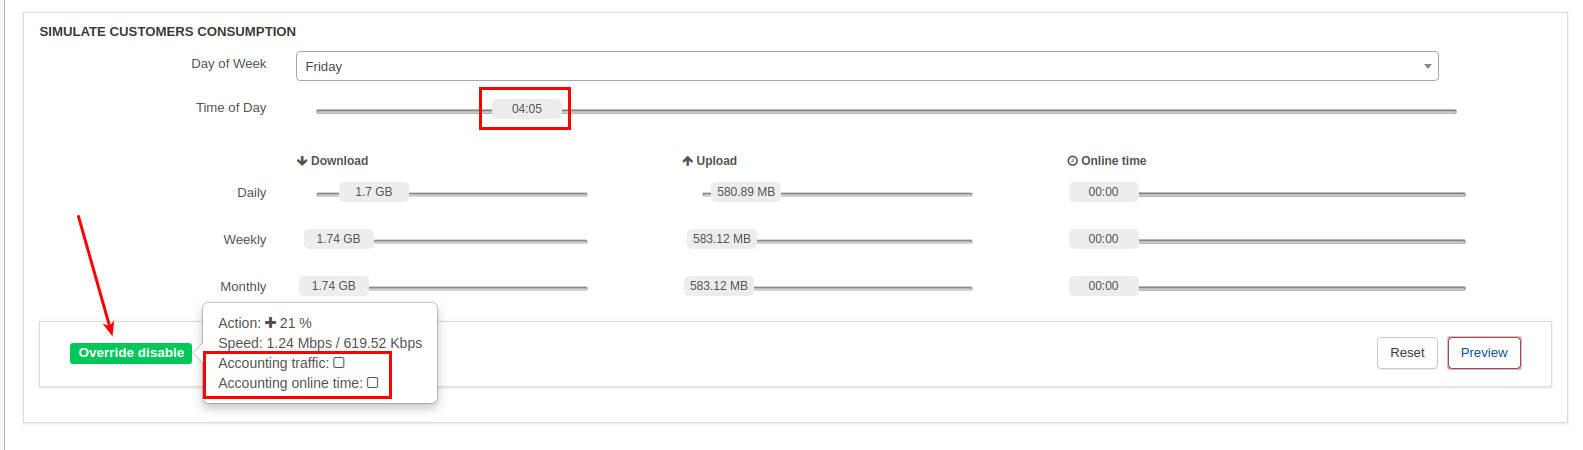 SIMULATE CUSTOMERS CONSUMPTION
Day of Week Friday
Time of Day 04:05
Download Upload Online time
Daily 1.7 GB 580.89 MB 00:00
Weekly 1.74 GB 583.12 MB 00:00
Monthly 1.74 GB 583.12 MB 00:00
Override disable
Action: + 21 %
Speed: 1.24 Mbps / 619.52 Kbps
Accounting traffic:
Accounting online time:
Reset Preview